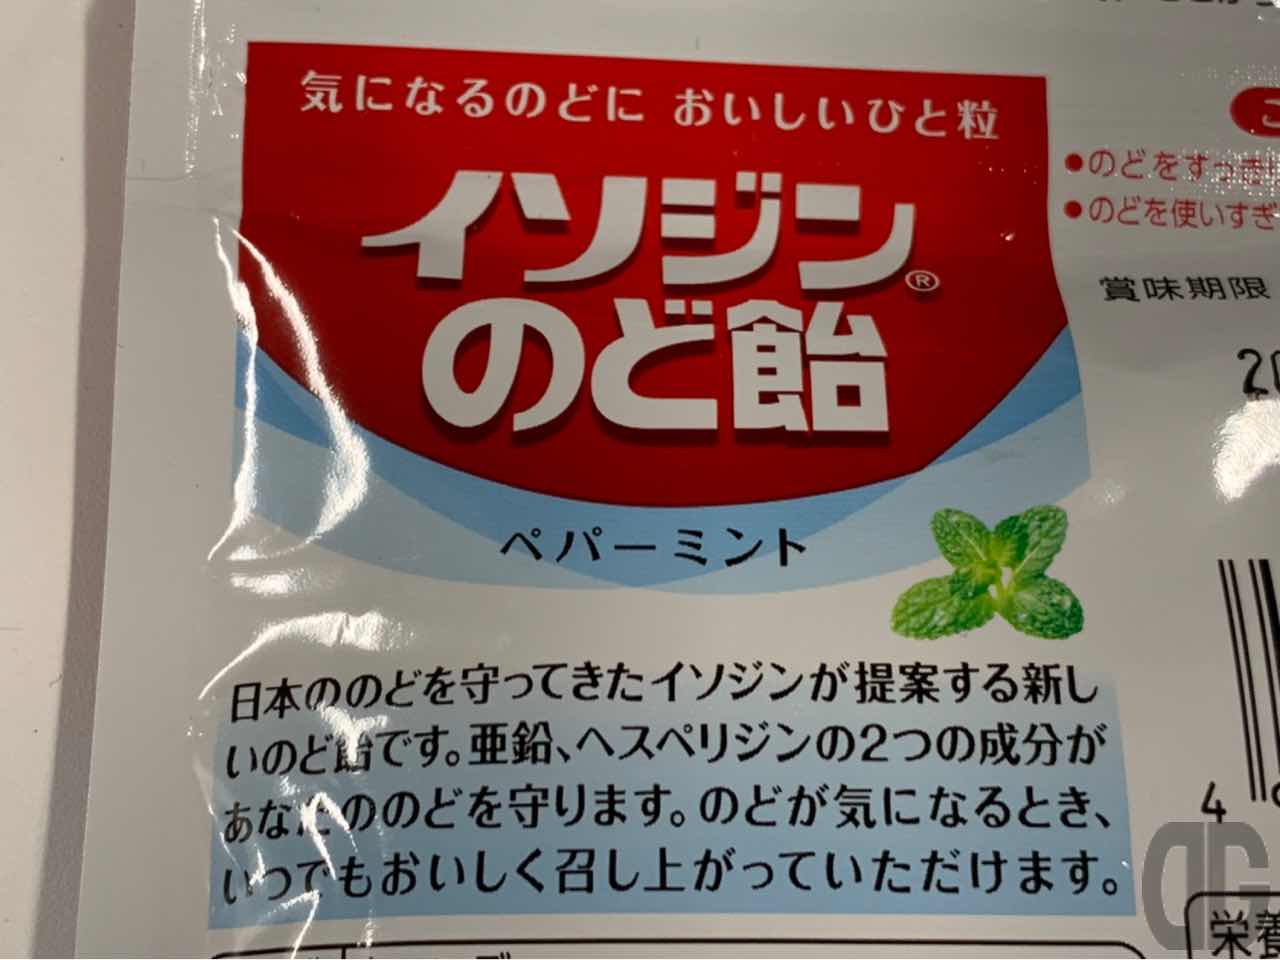 気になるのどに おいしいひと粒
イソジン®
のど飴
ペパーミント
日本ののどを守ってきたイソジンが提案する新し
いのど飴です。亜鉛、ヘスペリジンの2つの成分が
あなたののどを守ります。のどが気になるとき、
いつでもおいしく召し上がっていただけます。
●のどをすっき
●のどを使いすぎ
賞味期限
20
4
栄養
DG